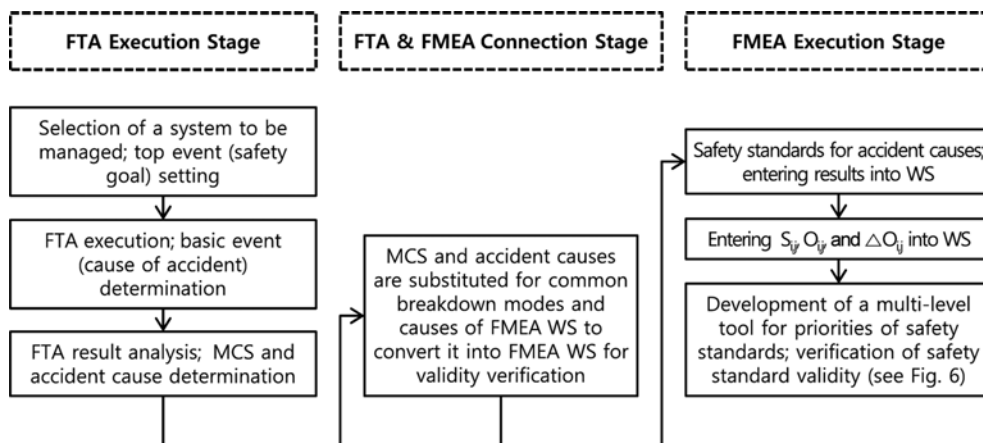 FTA Execution Stage
FTA & FMEA Connection Stage
FMEA Execution Stage
Selection of a system to be
managed; top event (safety
goal) setting
FTA execution; basic event
(cause of accident)
determination
FTA result analysis; MCS and
accident cause determination
MCS and accident causes
are substituted for common
breakdown modes and
causes of FMEA WS to
convert it into FMEA WS for
validity verification
Safety standards for accident causes;
entering results into WS
Entering Sij, Oij, and △Oij into WS
Development of a multi-level
tool for priorities of safety
standards; verification of safety
standard validity (see Fig. 6)